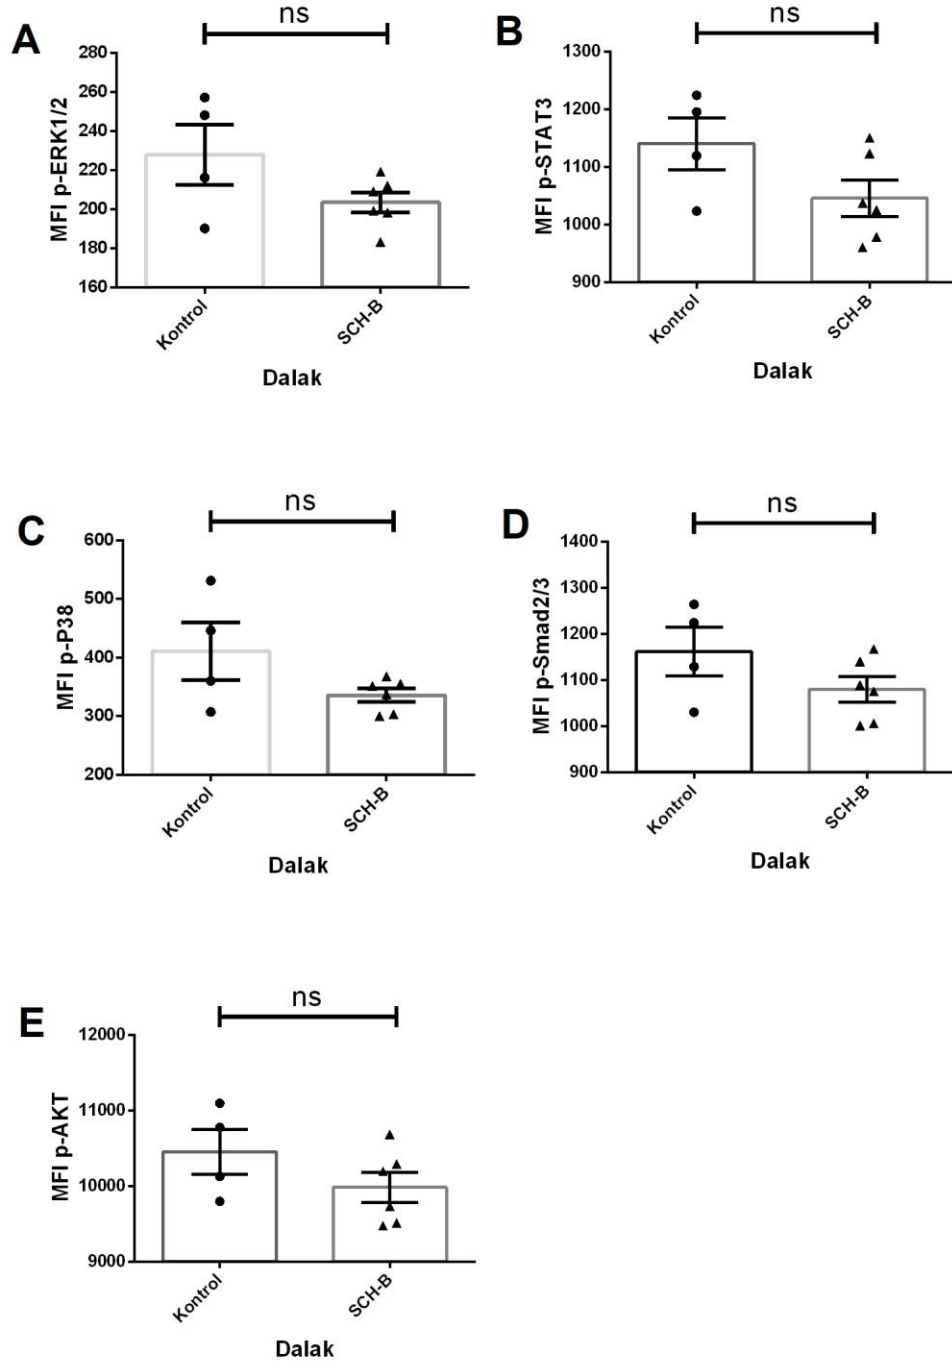 A
ns
MFI p-ERK1/2
280
260
240
220
200
180
160
Kontrol
SCH-B
Dalak
B
ns
MFI p-STAT3
1300
1200
1100
1000
900
Kontrol
SCH-B
Dalak
C
ns
MFI p-P38
600
500
400
300
200
Kontrol
SCH-B
Dalak
D
ns
MFI p-Smad2/3
1400
1300
1200
1100
1000
900
Kontrol
SCH-B
Dalak
E
ns
MFI p-AKT
12000
11000
10000
9000
Kontrol
SCH-B
Dalak